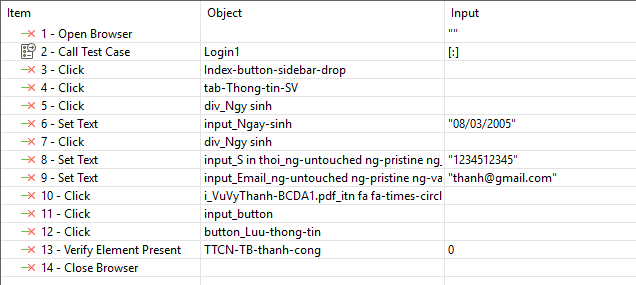 Item Object Input
1 - Open Browser ""
2 - Call Test Case Login1 [:]
3 - Click Index-button-sidebar-drop
4 - Click tab-Thong-tin-SV
5 - Click div_Ngy sinh
6 - Set Text input_Ngay-sinh "08/03/2005"
7 - Click div_Ngy sinh
8 - Set Text input_S in thoi_ng-untouched ng-pristine ng_ "1234512345"
9 - Set Text input_Email_ng-untouched ng-pristine ng-va "thanh@gmail.com"
10 - Click i_VuVyThanh-BCDA1.pdf_itn fa fa-times-circl
11 - Click input_button
12 - Click button_Luu-thong-tin
13 - Verify Element Present TTCN-TB-thanh-cong 0
14 - Close Browser